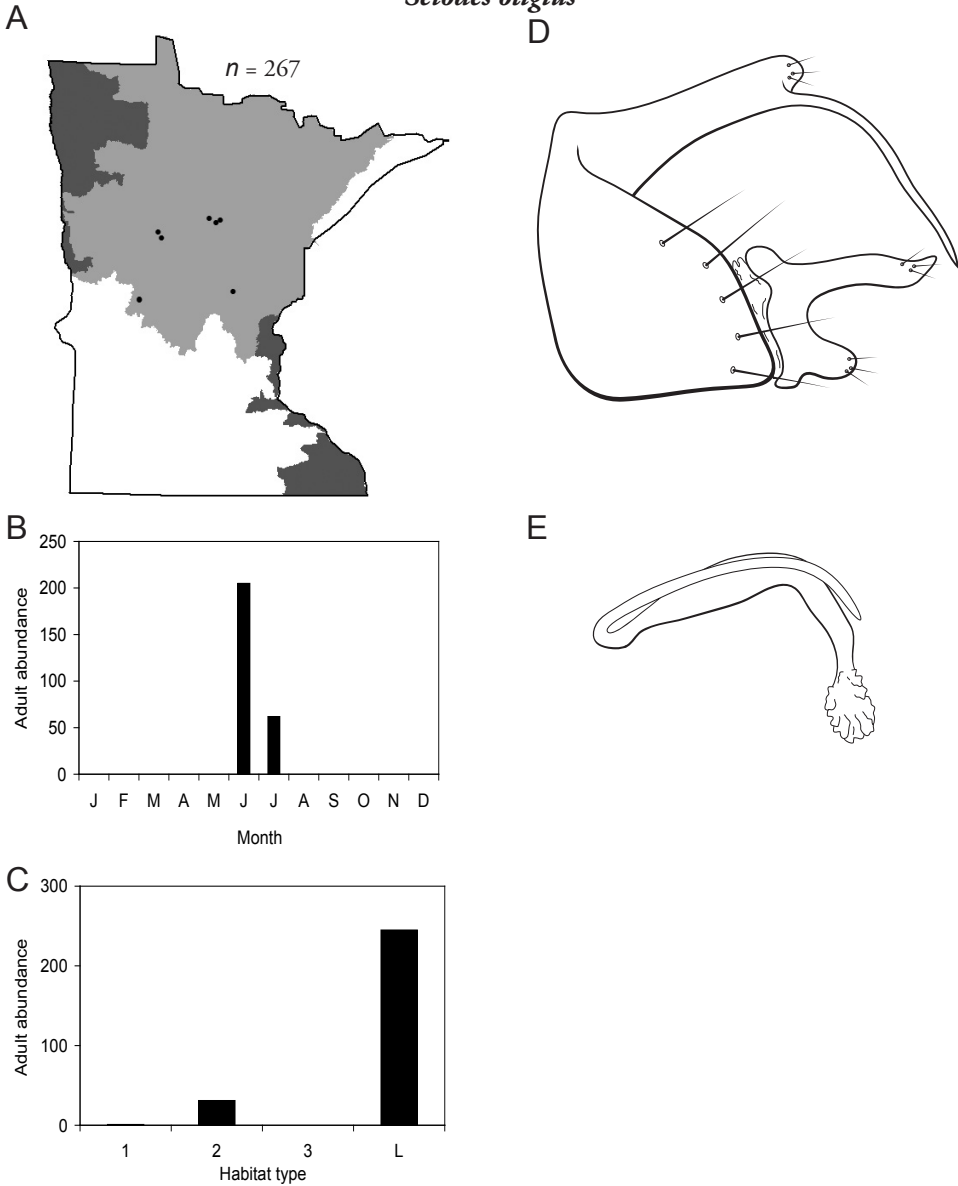 Setodes oligius
A
n = 267
D
B
250
200
150
100
50
0
Adult abundance
J F M A M J J A S O N D
Month
E
C
300
200
100
0
Adult abundance
1 2 3 L
Habitat type